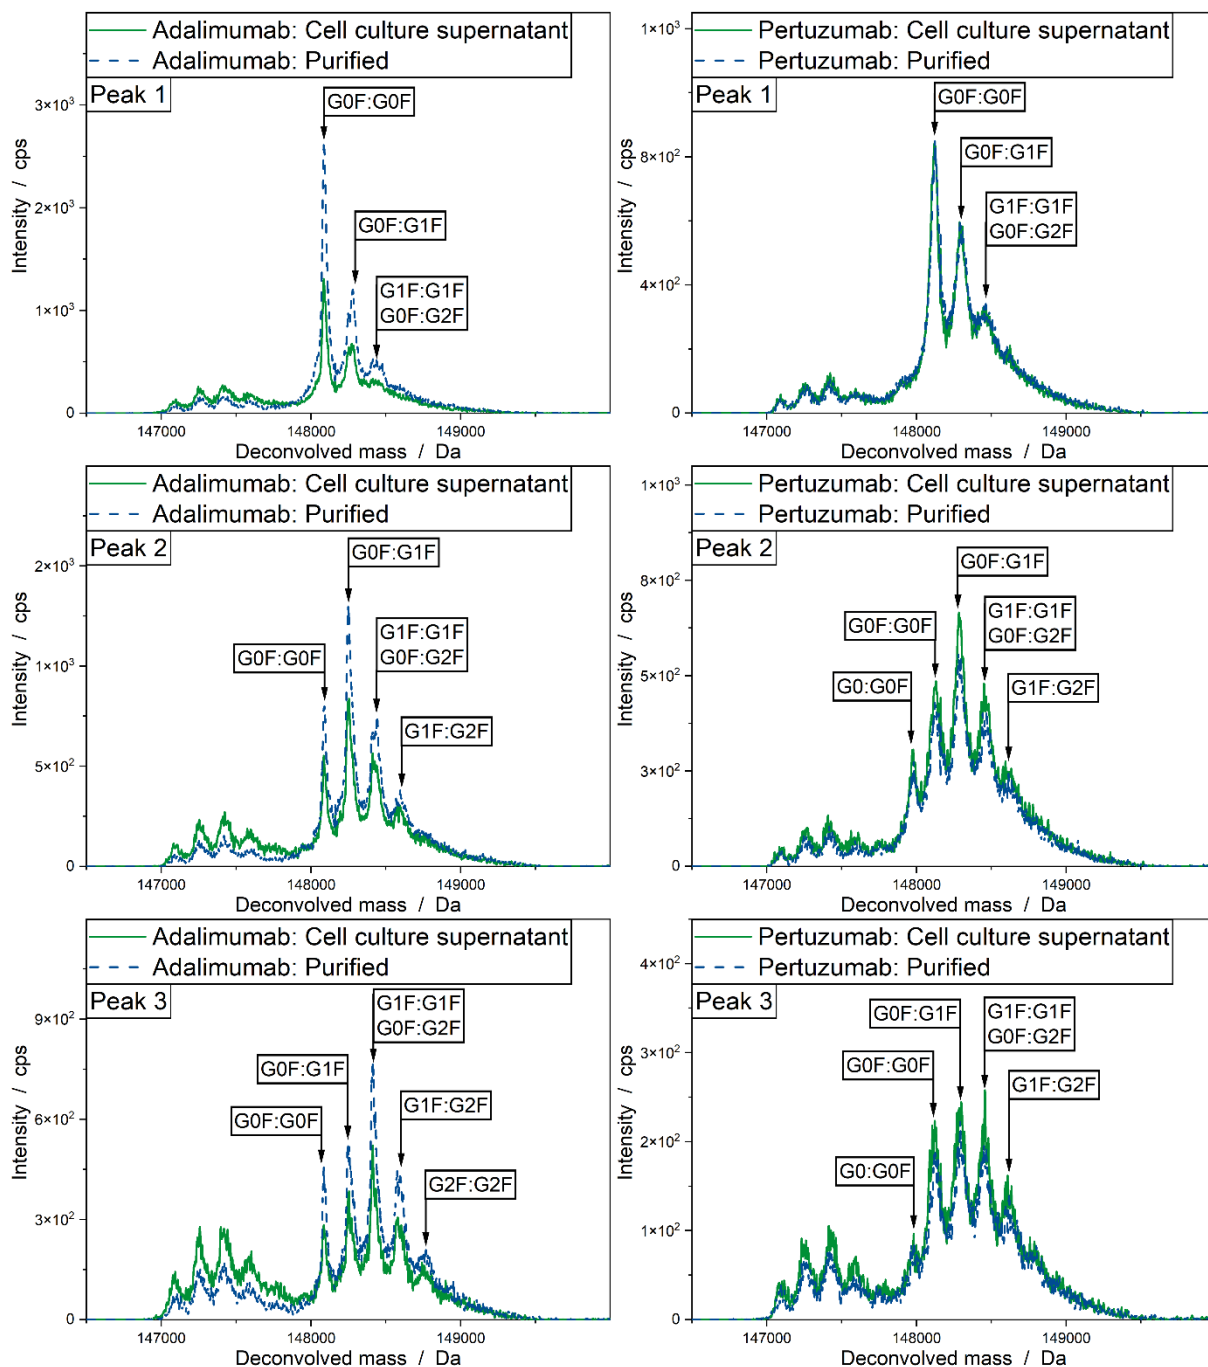 Adalimumab: Cell culture supernatant
Adalimumab: Purified
Peak 1
G0F:G0F
G0F:G1F
G1F:G1F
G0F:G2F
3×10³
2×10³
1×10³
0
Intensity / cps
147000 148000 149000
Deconvolved mass / Da
Pertuzumab: Cell culture supernatant
Pertuzumab: Purified
Peak 1
G0F:G0F
G0F:G1F
G1F:G1F
G0F:G2F
1×10³
8×10²
4×10²
0
Intensity / cps
147000 148000 149000
Deconvolved mass / Da
Adalimumab: Cell culture supernatant
Adalimumab: Purified
Peak 2
G0F:G1F
G1F:G1F
G0F:G2F
G0F:G0F
G1F:G2F
2×10³
1×10³
5×10²
0
Intensity / cps
147000 148000 149000
Deconvolved mass / Da
Pertuzumab: Cell culture supernatant
Pertuzumab: Purified
Peak 2
G0F:G1F
G0F:G0F
G1F:G1F
G0F:G2F
G0:G0F
G1F:G2F
1×10³
8×10²
5×10²
3×10²
0
Intensity / cps
147000 148000 149000
Deconvolved mass / Da
Adalimumab: Cell culture supernatant
Adalimumab: Purified
Peak 3
G1F:G1F
G0F:G2F
G0F:G1F
G1F:G2F
G0F:G0F
G2F:G2F
9×10²
6×10²
3×10²
0
Intensity / cps
147000 148000 149000
Deconvolved mass / Da
Pertuzumab: Cell culture supernatant
Pertuzumab: Purified
Peak 3
G0F:G1F
G1F:G1F
G0F:G2F
G0F:G0F
G1F:G2F
G0:G0F
4×10²
3×10²
2×10²
1×10²
0
Intensity / cps
147000 148000 149000
Deconvolved mass / Da